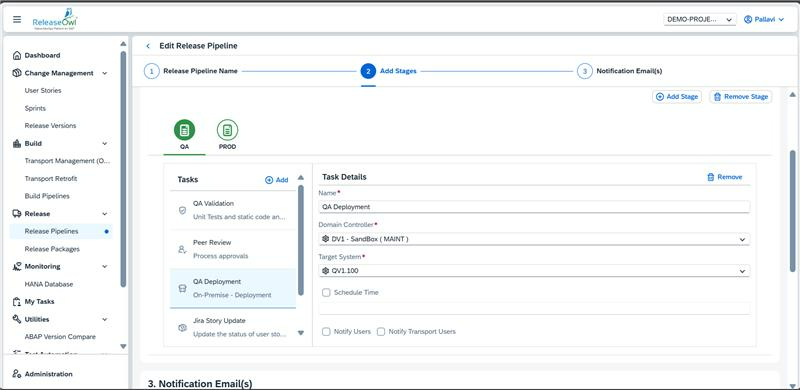 ReleaseOwl
DEMO-PROJE...
Pallavi
Dashboard
Change Management
User Stories
Sprints
Release Versions
Build
Transport Management (O...
Transport Retrofit
Build Pipelines
Release
Release Pipelines
Release Packages
Monitoring
HANA Database
My Tasks
Utilities
ABAP Version Compare
Test Automation
Administration
Edit Release Pipeline
1 Release Pipeline Name
2 Add Stages
3 Notification Email(s)
Add Stage
Remove Stage
QA
PROD
Tasks
Add
QA Validation
Unit Tests and static code an...
Peer Review
Process approvals
QA Deployment
On-Premise - Deployment
Jira Story Update
Update the status of user sto...
Task Details
Remove
Name*
QA Deployment
Domain Controller*
DV1 - SandBox ( MAINT )
Target System*
QV1.100
Schedule Time
Notify Users
Notify Transport Users
3. Notification Email(s)